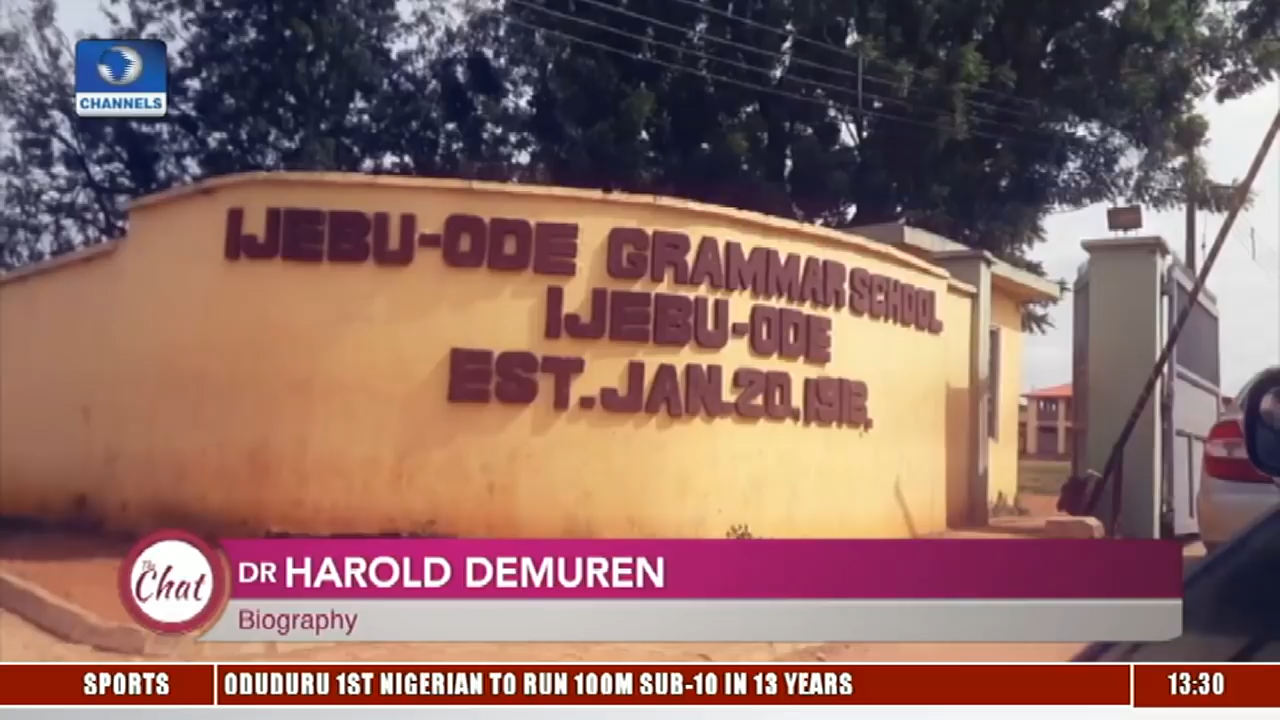 CHANNELS
IJEBU-ODE GRAMMAR SCHOOL
IJEBU-ODE
EST. JAN. 20, 1913.
The Chat
DR HAROLD DEMUREN
Biography
SPORTS
ODUDURU 1ST NIGERIAN TO RUN 100M SUB-10 IN 13 YEARS
13:30